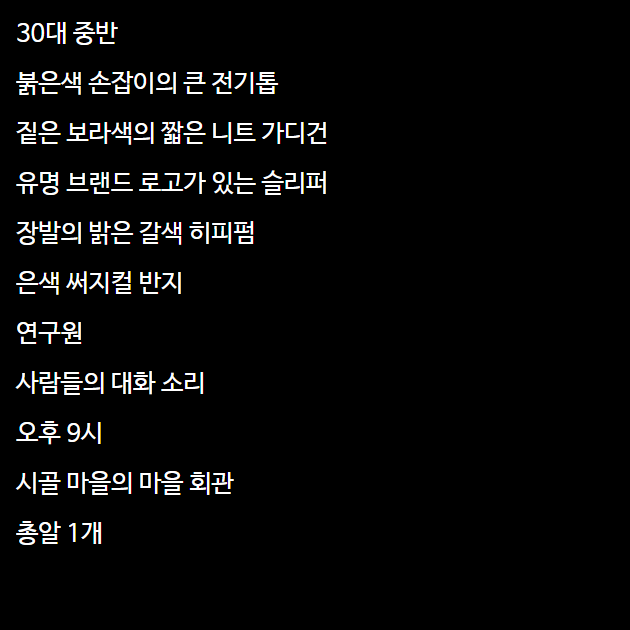 30대 중반
붉은색 손잡이의 큰 전기톱
짙은 보라색의 짧은 니트 가디건
유명 브랜드 로고가 있는 슬리퍼
장발의 밝은 갈색 히피펌
은색 써지컬 반지
연구원
사람들의 대화 소리
오후 9시
시골 마을의 마을 회관
총알 1개